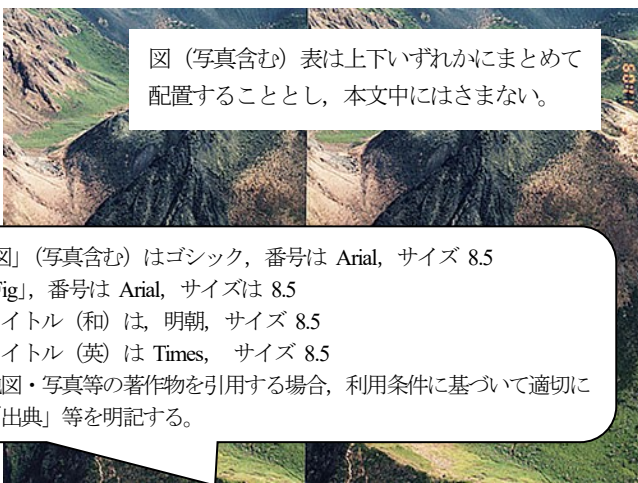 図（写真含む）表は上下いずれかにまとめて
配置することとし，本文中にはさまない。
図」（写真含む）はゴシック，番号は Arial，サイズ 8.5
ig」，番号は Arial，サイズは 8.5
イトル（和）は，明朝，サイズ 8.5
イトル（英）は Times，　サイズ 8.5
図・写真等の著作物を引用する場合，利用条件に基づいて適切に
出典」等を明記する。